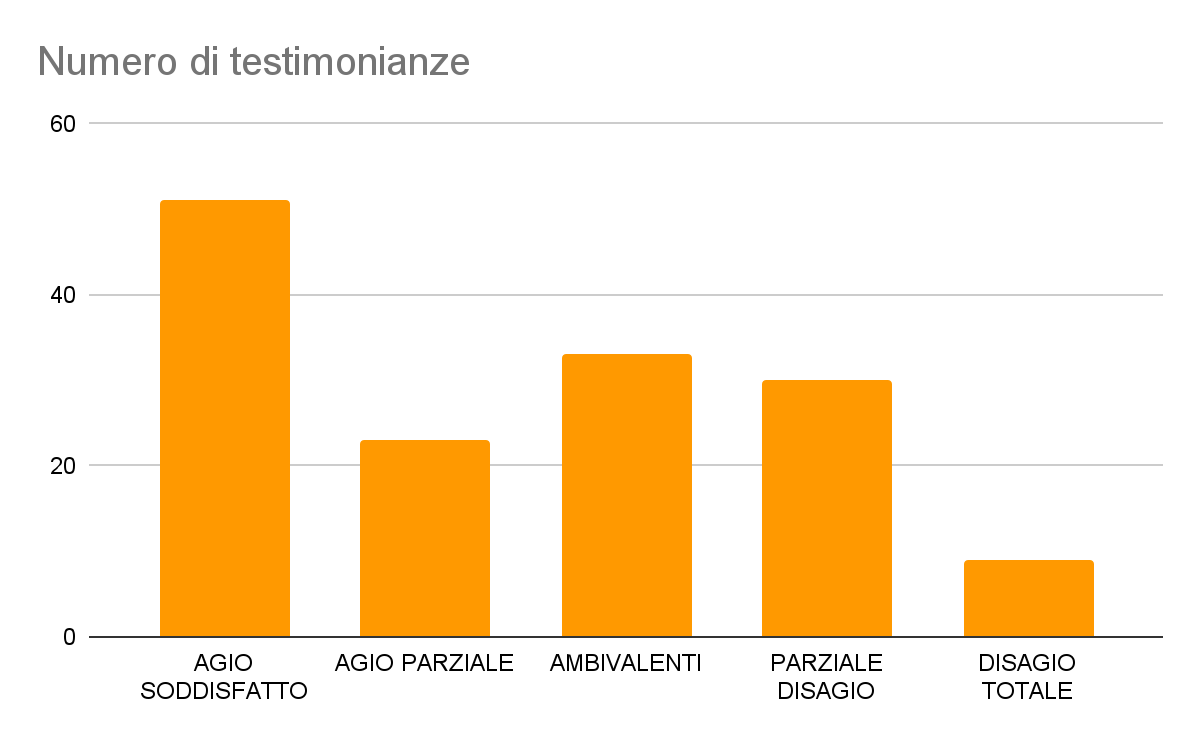 Numero di testimonianze
60
40
20
0
AGIO
SODDISFATTO
AGIO PARZIALE
AMBIVALENTI
PARZIALE
DISAGIO
DISAGIO
TOTALE